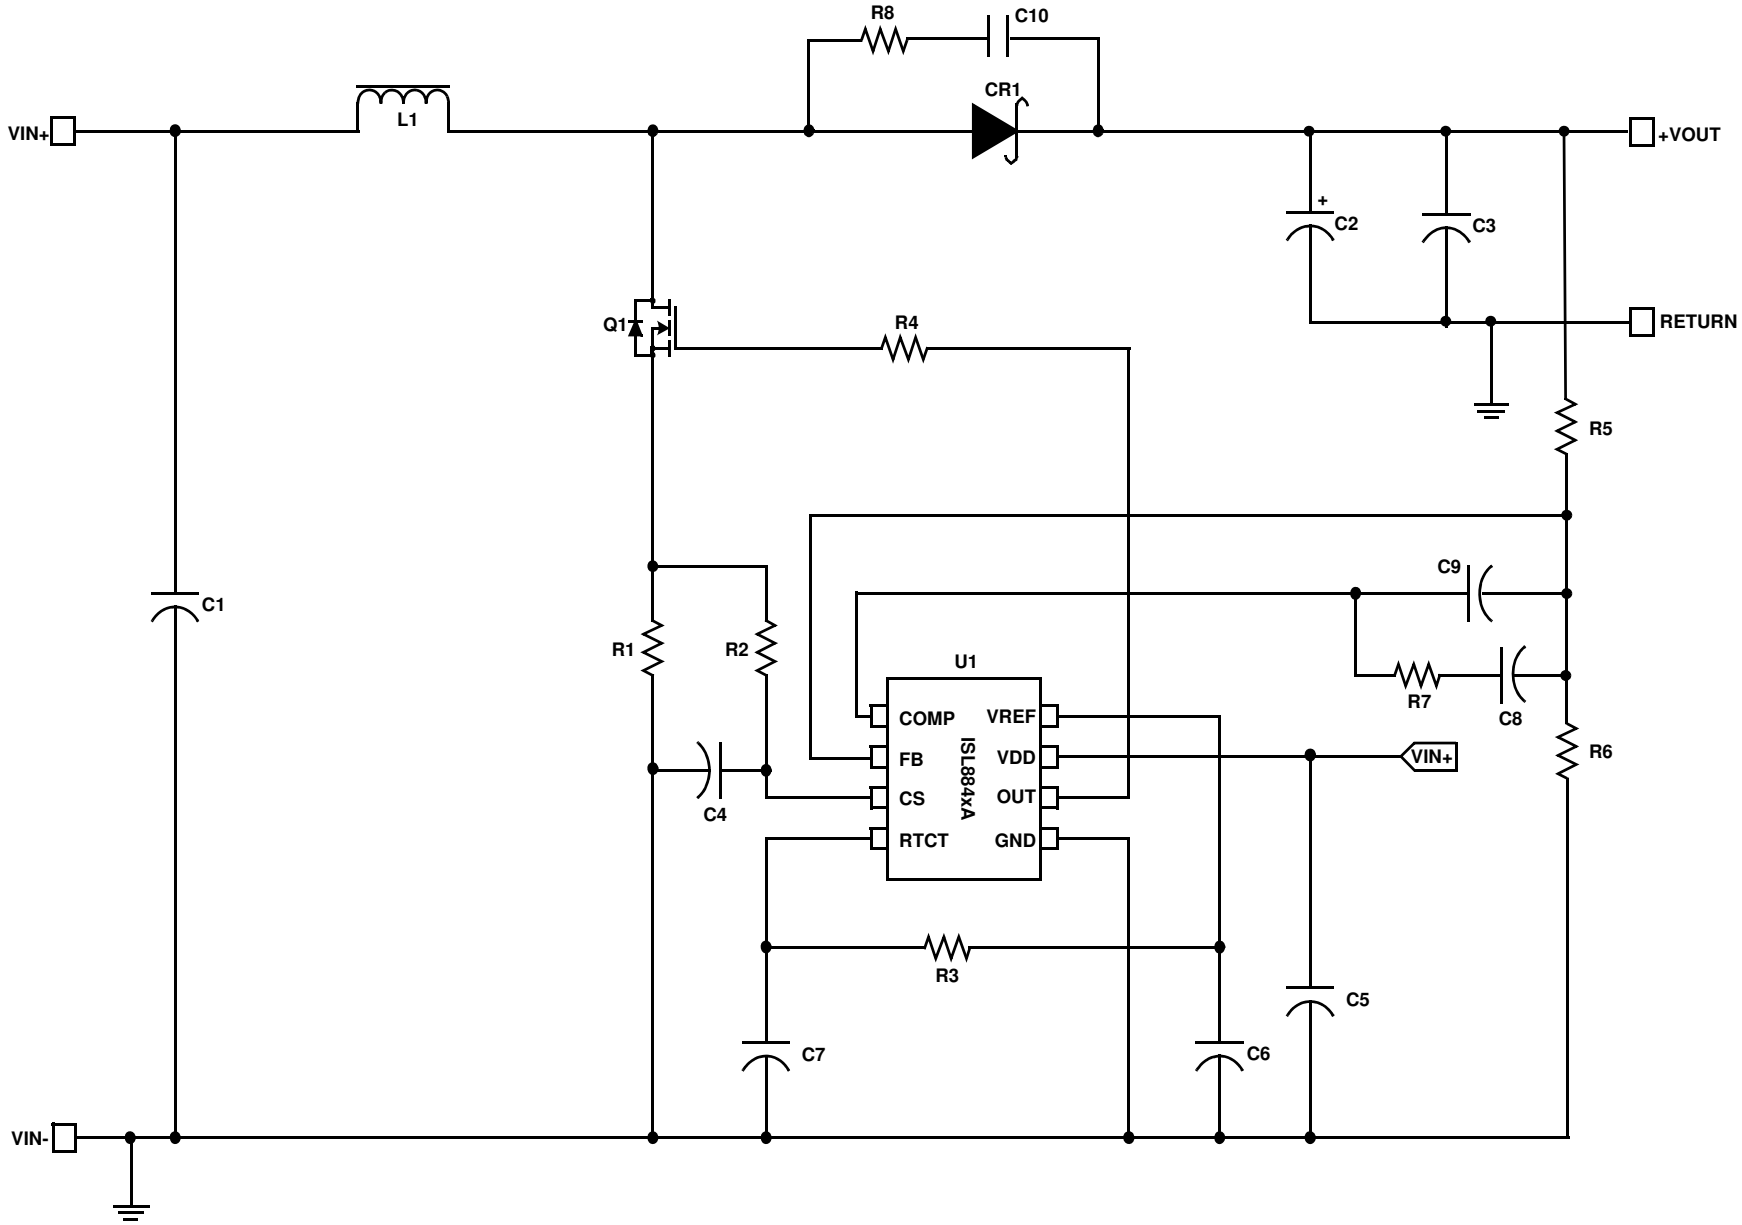 R8
C10
CR1
L1
VIN+
+VOUT
+
C2
C3
Q1
R4
RETURN
R5
C9
C1
R1
R2
U1
R7
C8
COMP
VREF
FB
ISL884xA
VDD
VIN+
R6
CS
OUT
C4
RTCT
GND
R3
C5
C7
C6
VIN-